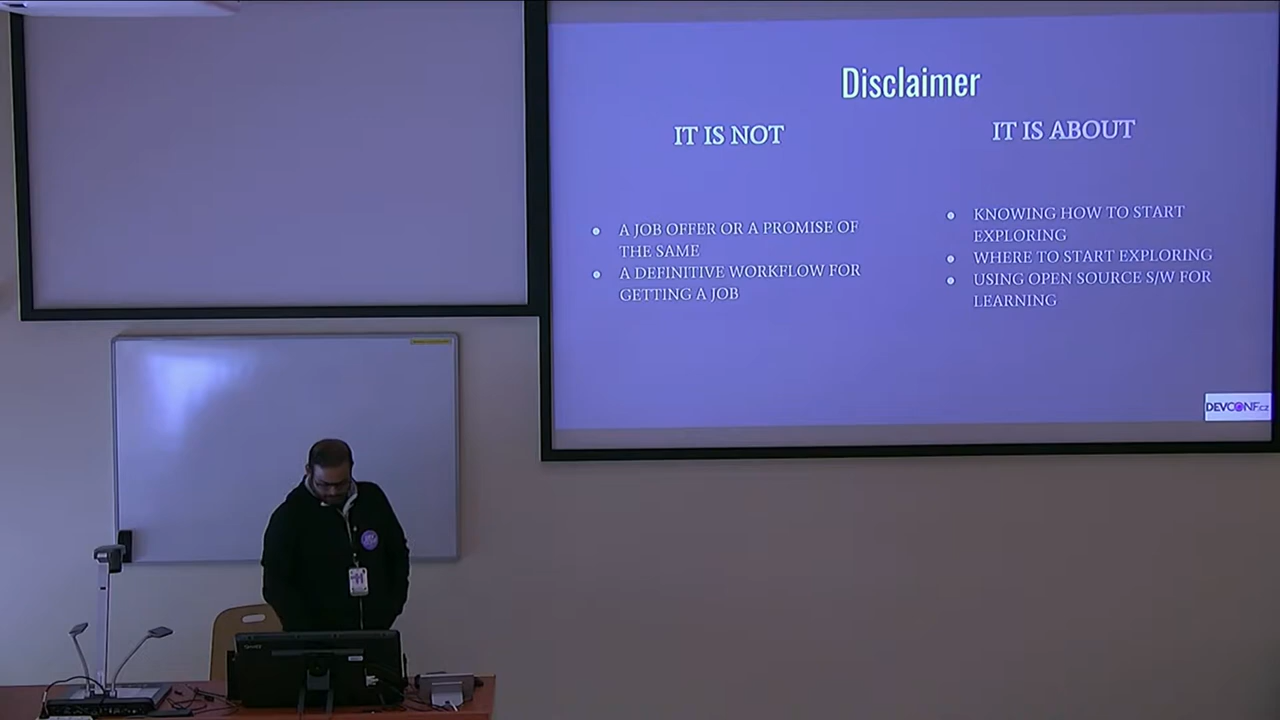 Disclaimer
IT IS NOT
A JOB OFFER OR A PROMISE OF
THE SAME
A DEFINITIVE WORKFLOW FOR
GETTING A JOB
IT IS ABOUT
KNOWING HOW TO START
EXPLORING
WHERE TO START EXPLORING
USING OPEN SOURCE S/W FOR
LEARNING
DEVCONF.cz